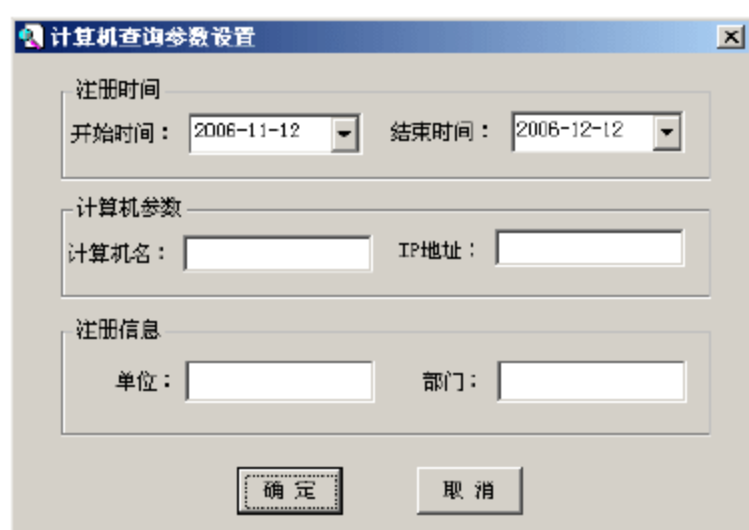 计算机查询参数设置
注册时间
开始时间： 2006-11-12 结束时间： 2006-12-12
计算机参数
计算机名： IP地址：
注册信息
单位： 部门：
确 定 取 消